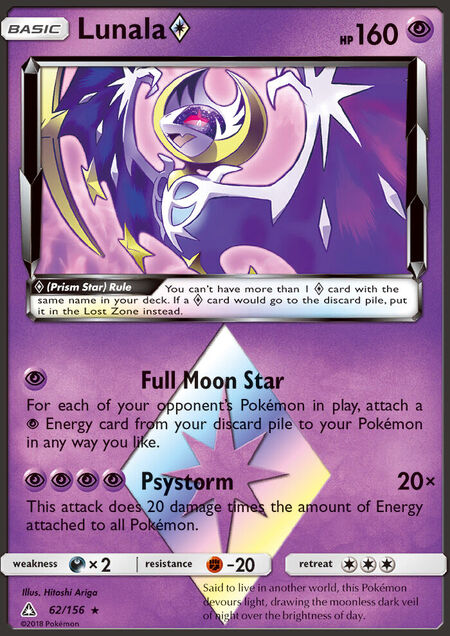 BASIC Lunala HP 160
(Prism Star) Rule You can't have more than 1 ♢ card with the
same name in your deck. If a ♢ card would go to the discard pile, put
it in the Lost Zone instead.
Full Moon Star
For each of your opponent's Pokémon in play, attach a
Energy card from your discard pile to your Pokémon
in any way you like.
Psystorm 20×
This attack does 20 damage times the amount of Energy
attached to all Pokémon.
weakness × 2 resistance -20 retreat
Illus. Hitoshi Ariga
62/156 ★
©2018 Pokémon
Said to live in another world, this Pokémon
devours light, drawing the moonless dark veil
of night over the brightness of day.